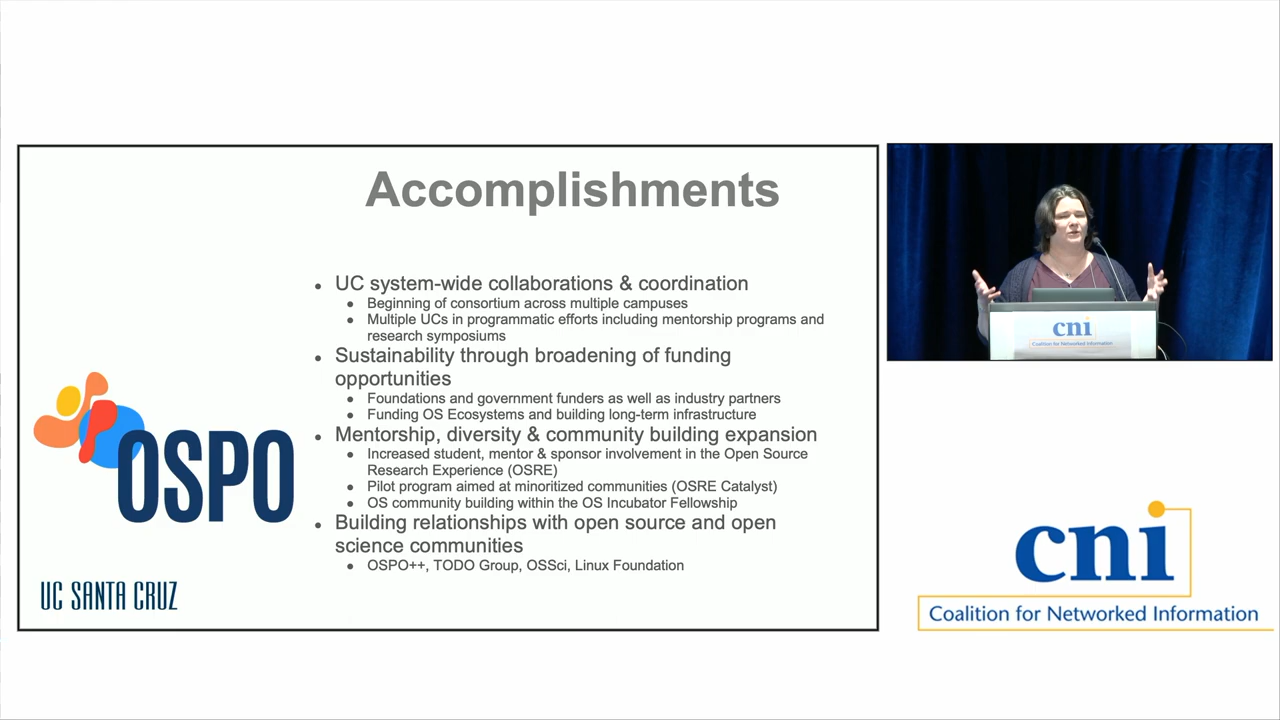 Accomplishments
UC system-wide collaborations & coordination
Beginning of consortium across multiple campuses
Multiple UCs in programmatic efforts including mentorship programs and
research symposiums
Sustainability through broadening of funding
opportunities
Foundations and government funders as well as industry partners
Funding OS Ecosystems and building long-term infrastructure
Mentorship, diversity & community building expansion
Increased student, mentor & sponsor involvement in the Open Source
Research Experience (OSRE)
Pilot program aimed at minoritized communities (OSRE Catalyst)
OS community building within the OS Incubator Fellowship
Building relationships with open source and open
science communities
OSPO++, TODO Group, OSSci, Linux Foundation
OSPO
UC SANTA CRUZ
cni
Coalition for Networked Information
cni
Coalition for Networked Information